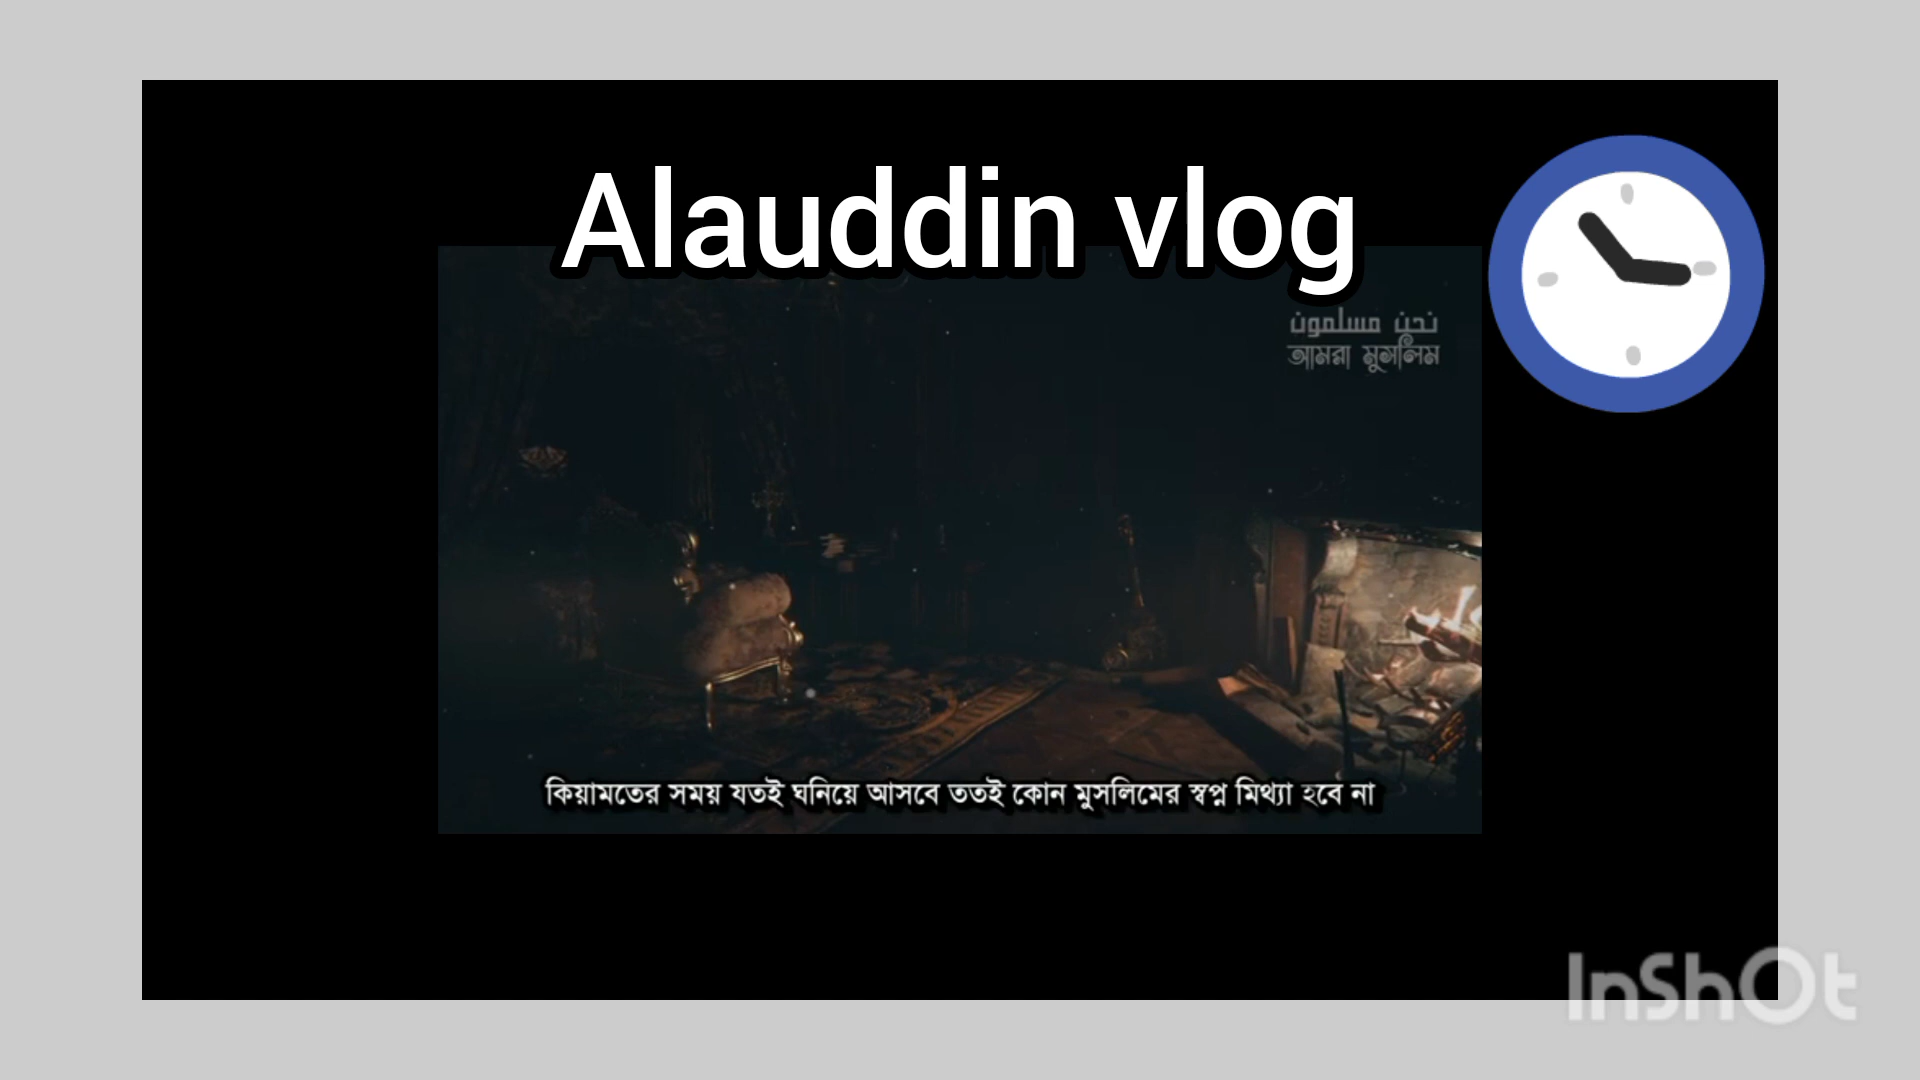 Alauddin vlog
نحن مسلمون
আমরা মুসলিম
কিয়ামতের সময় যতই ঘনিয়ে আসবে ততই কোন মুসলিমের স্বপ্ন মিথ্যা হবে না
InShOt